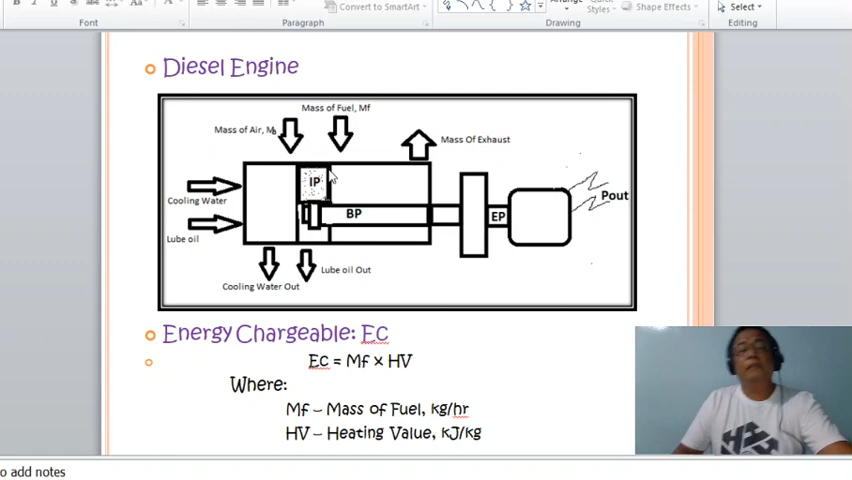 Convert to SmartArt
Arrange
Quick
Styles
Shape Effects
Select
Font
Paragraph
Drawing
Editing
Diesel Engine
Mass of Fuel, Mf
Mass of Air, Ma
Mass Of Exhaust
IP
Cooling Water
BP
EP
Pout
Lube oil
Lube oil Out
Cooling Water Out
Energy Chargeable: Ec
Ec = Mf x HV
Where:
Mf – Mass of Fuel, kg/hr
HV – Heating Value, kJ/kg
o add notes